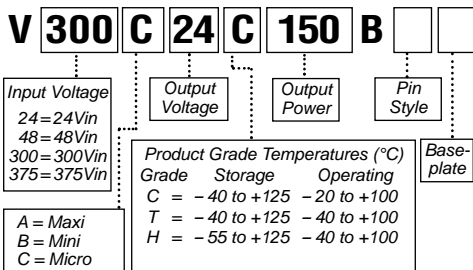 V 300 C 24 C 150 B
Input Voltage
24 = 24Vin
48 = 48Vin
300 = 300Vin
375 = 375Vin
Output
Voltage
Output
Power
Pin
Style
Base-
plate
Product Grade Temperatures (°C)
Grade Storage Operating
C = – 40 to +125 – 20 to +100
T = – 40 to +125 – 40 to +100
H = – 55 to +125 – 40 to +100
A = Maxi
B = Mini
C = Micro